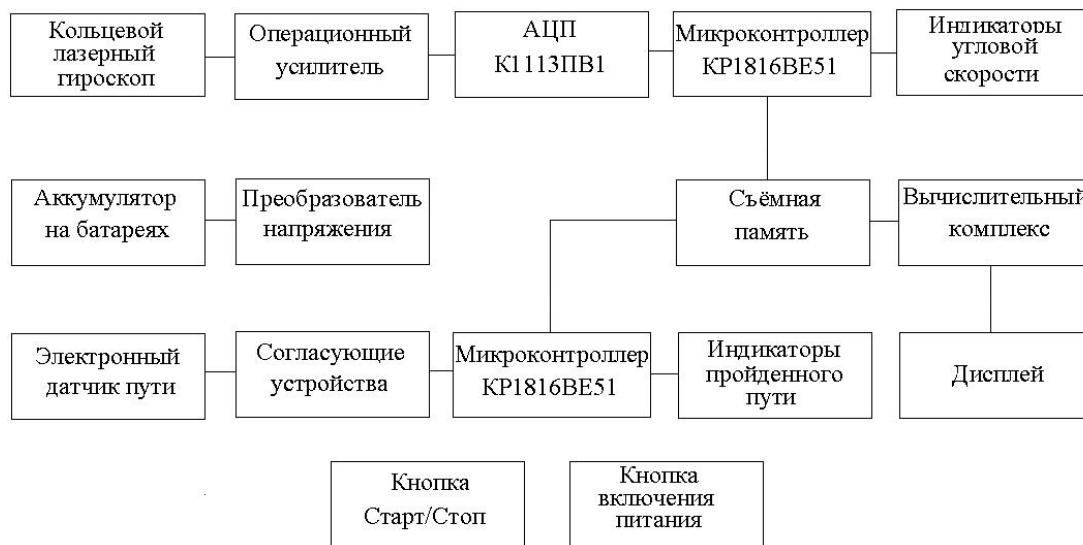 Кольцевой
лазерный
гироскоп
Операционный
усилитель
АЦП
К1113ПВ1
Микроконтроллер
КР1816ВЕ51
Индикаторы
угловой
скорости
Аккумулятор
на батареях
Преобразователь
напряжения
Съёмная
память
Вычислительный
комплекс
Электронный
датчик пути
Согласующие
устройства
Микроконтроллер
КР1816ВЕ51
Индикаторы
пройденного
пути
Дисплей
Кнопка
Старт/Стоп
Кнопка
включения
питания